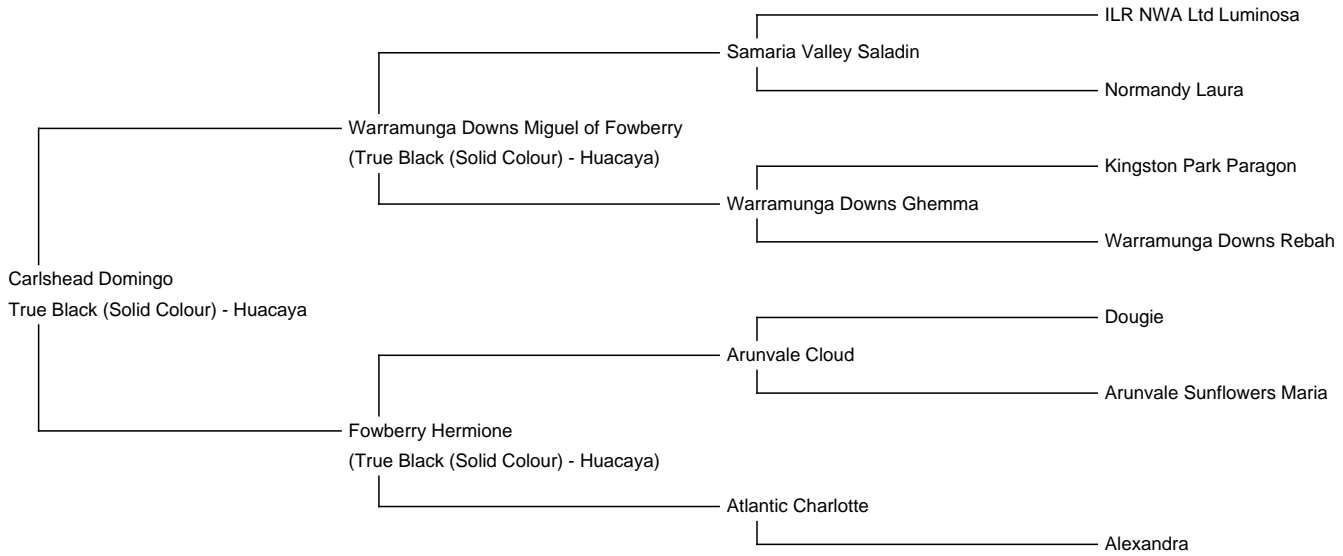 ILR NWA Ltd Luminosa
Samaria Valley Saladin
Normandy Laura
Warramunga Downs Miguel of Fowberry
(True Black (Solid Colour) - Huacaya)
Kingston Park Paragon
Warramunga Downs Ghemma
Warramunga Downs Rebah
Carlshead Domingo
True Black (Solid Colour) - Huacaya
Dougie
Arunvale Cloud
Arunvale Sunflowers Maria
Fowberry Hermione
(True Black (Solid Colour) - Huacaya)
Atlantic Charlotte
Alexandra